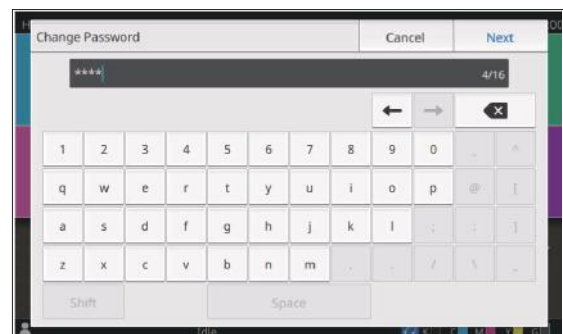 Change Password Cancel Next
**** 4/16
← →
1 2 3 4 5 6 7 8 9 0 ^
q w e r t y u i o p @ [
a s d f g h j k l ; : ]
z x c v b n m , . / \ _
Shift Space
Idle